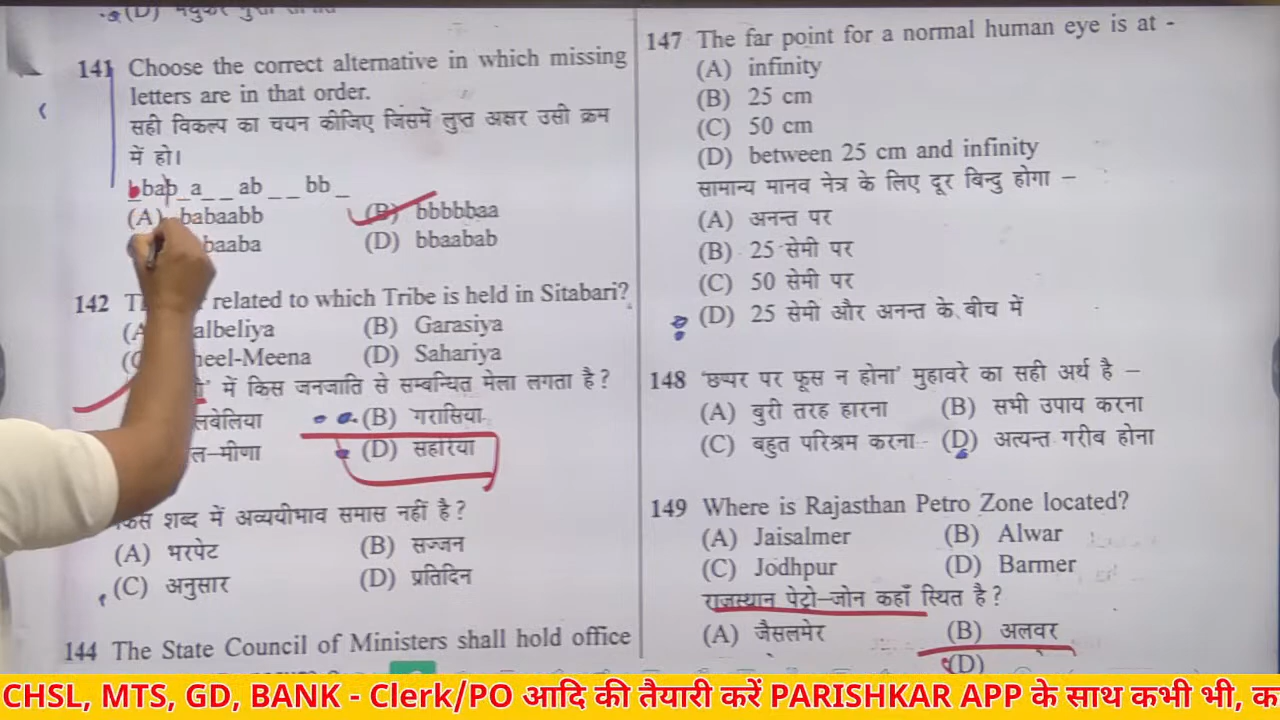 (D)
141 Choose the correct alternative in which missing
letters are in that order.
सही विकल्प का चयन कीजिए जिसमें लुप्त अक्षर उसी क्रम
में हो।
_bab_a__ab__bb_
(A) babaabb (B) bbbbbaa
baaba (D) bbaabab
142 related to which Tribe is held in Sitabari?
albeliya (B) Garasiya
heel-Meena (D) Sahariya
में किस जनजाति से सम्बन्धित मेला लगता है?
लबेलिया (B) गरासिया
ल-मीणा (D) सहरिया
किस शब्द में अव्ययीभाव समास नहीं है?
(A) भरपेट (B) सज्जन
(C) अनुसार (D) प्रतिदिन
144 The State Council of Ministers shall hold office
147 The far point for a normal human eye is at -
(A) infinity
(B) 25 cm
(C) 50 cm
(D) between 25 cm and infinity
सामान्य मानव नेत्र के लिए दूर बिन्दु होगा –
(A) अनन्त पर
(B) 25 सेमी पर
(C) 50 सेमी पर
(D) 25 सेमी और अनन्त के बीच में
148 'छप्पर पर फूस न होना' मुहावरे का सही अर्थ है –
(A) बुरी तरह हारना (B) सभी उपाय करना
(C) बहुत परिश्रम करना (D) अत्यन्त गरीब होना
149 Where is Rajasthan Petro Zone located?
(A) Jaisalmer (B) Alwar
(C) Jodhpur (D) Barmer
राजस्थान पेट्रो-जोन कहाँ स्थित है?
(A) जैसलमेर (B) अलवर
(D)
CHSL, MTS, GD, BANK - Clerk/PO आदि की तैयारी करें PARISHKAR APP के साथ कभी भी,